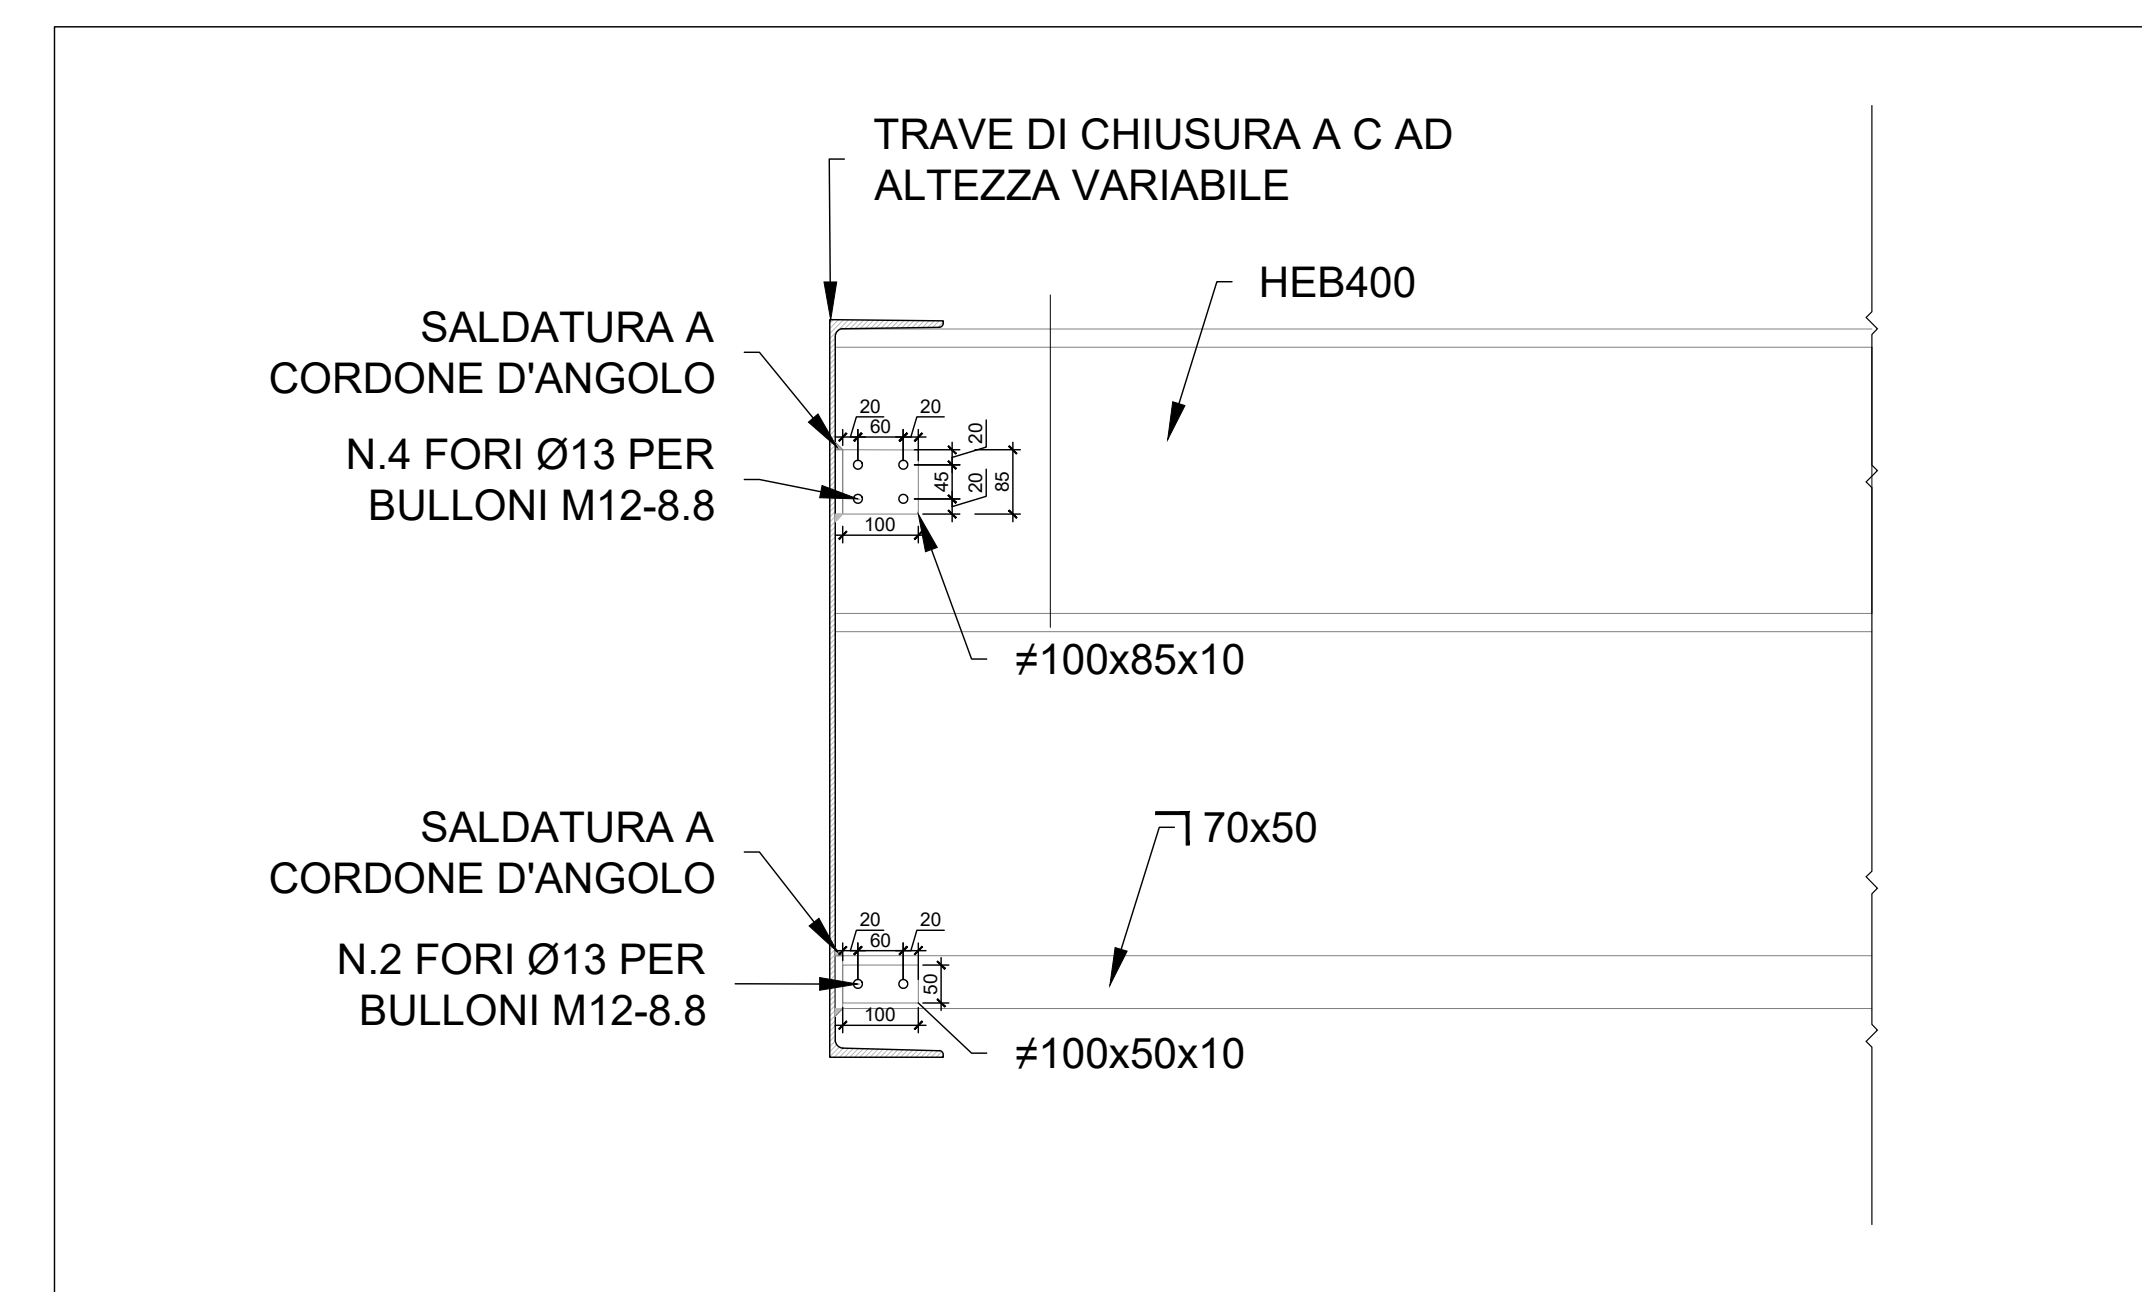 TRAVE DI CHIUSURA A C AD
ALTEZZA VARIABILE
HEB400
SALDATURA A
CORDONE D'ANGOLO
20
20
60
20
N.4 FORI Ø13 PER
BULLONI M12-8.8
45
20
85
100
≠100x85x10
SALDATURA A
CORDONE D'ANGOLO
70x50
20
20
60
N.2 FORI Ø13 PER
BULLONI M12-8.8
50
100
≠100x50x10